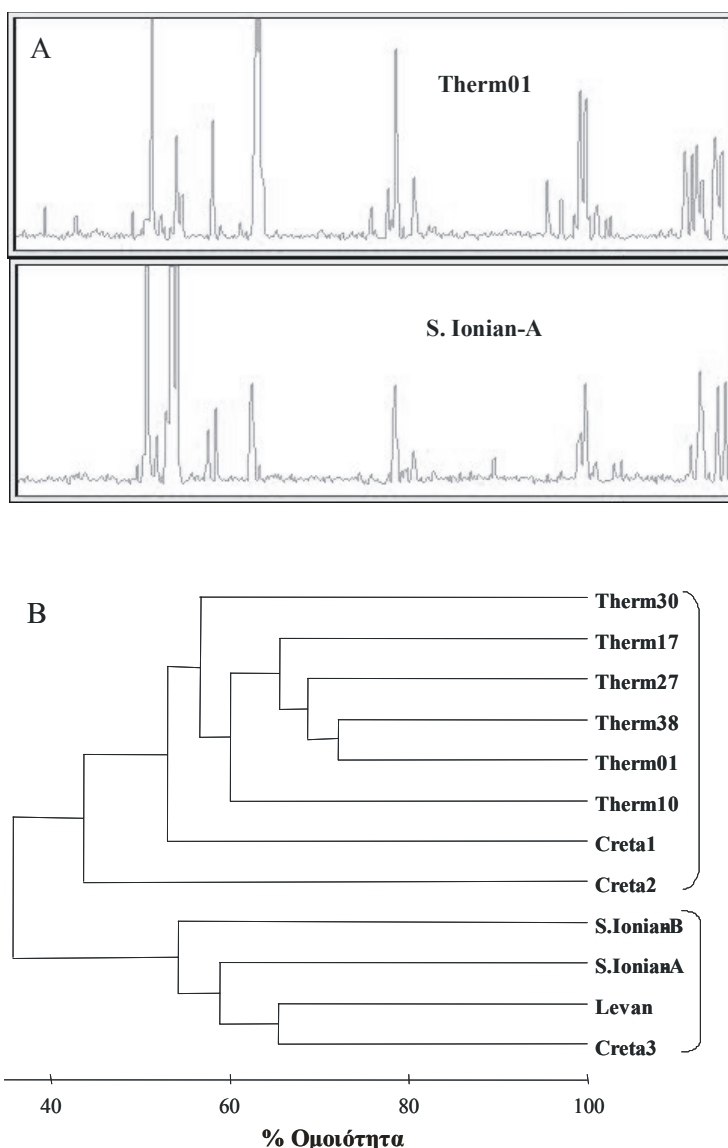 A
Therm01
S. Ionian-A
B
Therm30
Therm17
Therm27
Therm38
Therm01
Therm10
Creta1
Creta2
S.IonianB
S.IonianA
Levan
Creta3
40 60 80 100
% Ομοιότητα